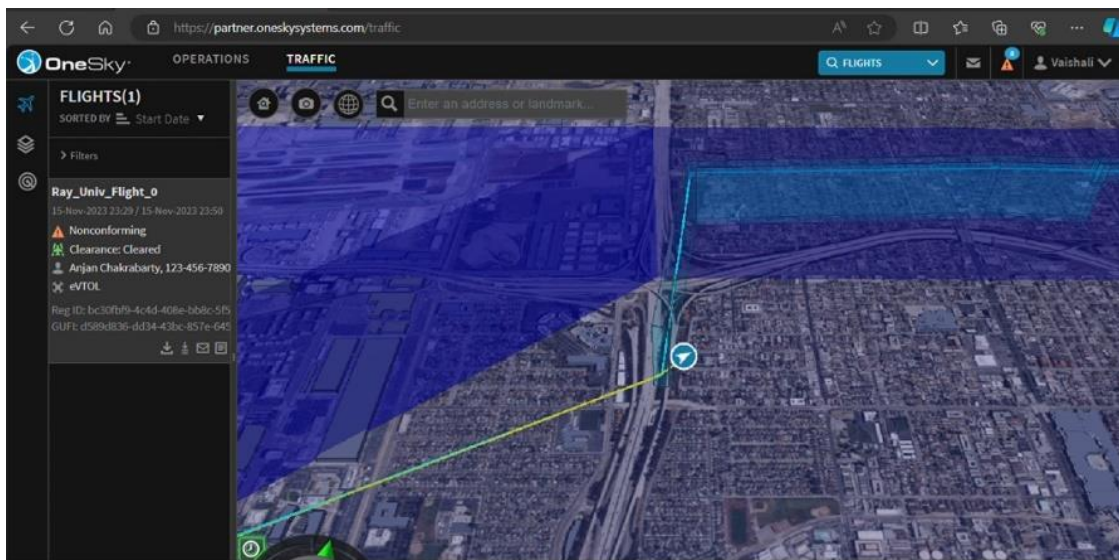 https://partner.oneskysystems.com/traffic
OneSky
OPERATIONS
TRAFFIC
FLIGHTS
Vaishali
FLIGHTS(1)
SORTED BY Start Date
Enter an address or landmark...
Filters
Ray_Univ_Flight_0
15-Nov-2023 23:29 / 15-Nov-2023 23:50
Nonconforming
Clearance: Cleared
Anjan Chakrabarty, 123-456-7890
eVTOL
Reg ID: bc30fbf9-4c4d-408e-bb8c-5f5
GUFI: d589d836-dd34-43bc-857e-645